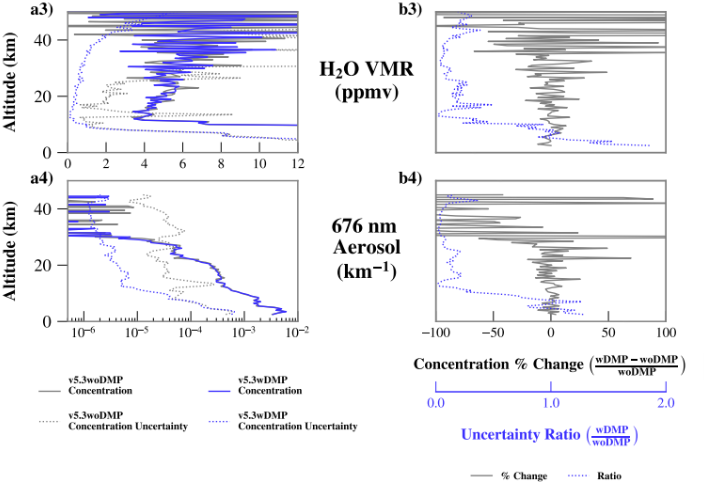 a3)
b3)
Altitude (km)
40
20
0
0 2 4 6 8 10 12
H₂O VMR
(ppmv)
a4)
b4)
Altitude (km)
40
20
0
10⁻⁶ 10⁻⁵ 10⁻⁴ 10⁻³ 10⁻²
676 nm
Aerosol
(km⁻¹)
−100 −50 0 50 100
Concentration % Change (wDMP − woDMP / woDMP)
0.0 1.0 2.0
Uncertainty Ratio (wDMP / woDMP)
v5.3woDMP
Concentration
v5.3wDMP
Concentration
v5.3woDMP
Concentration Uncertainty
v5.3wDMP
Concentration Uncertainty
% Change
Ratio